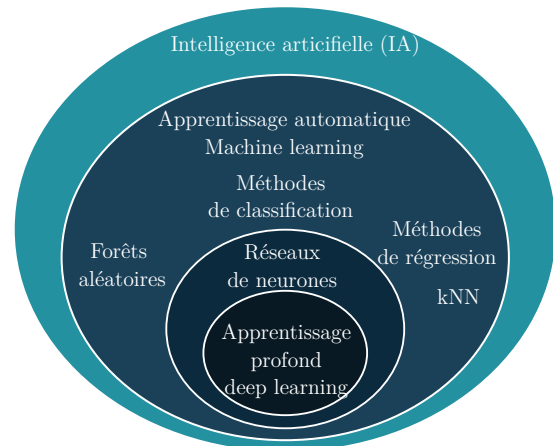 Intelligence articifielle (IA)
Apprentissage automatique
Machine learning
Méthodes
de classification
Méthodes
de régression
Forêts
aléatoires
Réseaux
de neurones
kNN
Apprentissage
profond
deep learning